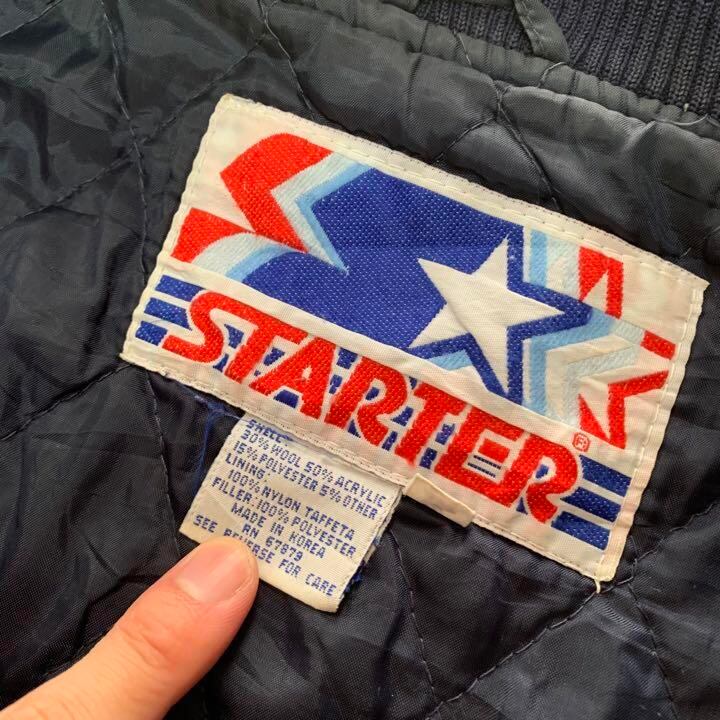 STARTER
®
SHELL:
30% WOOL 50% ACRYLIC
15% POLYESTER 5% OTHER
LINING:
100% NYLON TAFFETA
FILLER: 100% POLYESTER
MADE IN KOREA
RN 67879
SEE REVERSE FOR CARE